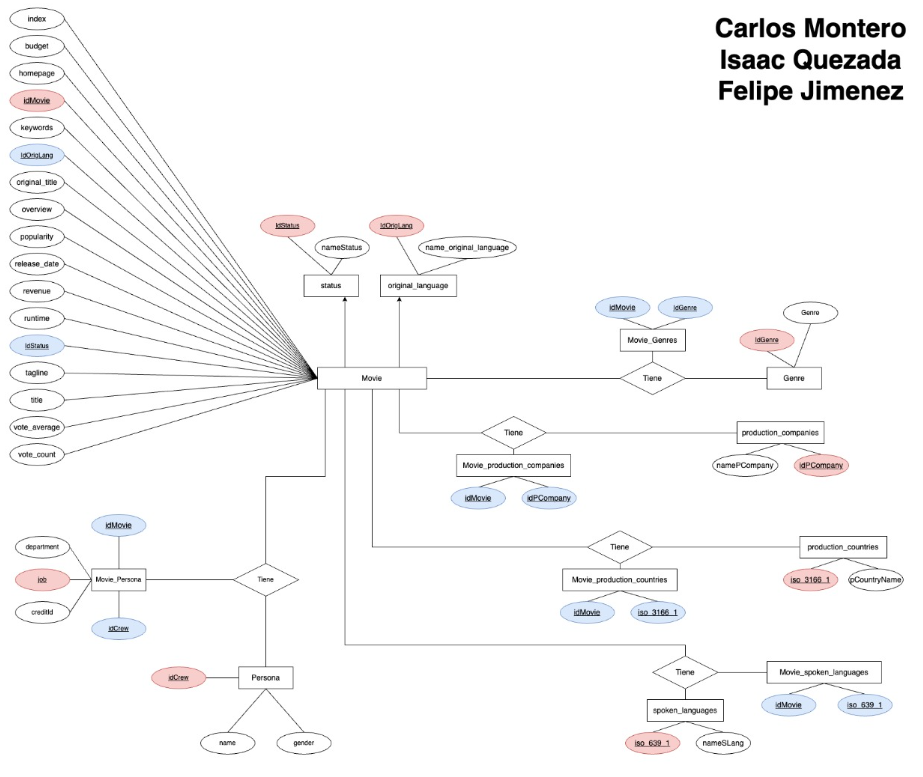 Carlos Montero
Isaac Quezada
Felipe Jimenez
index
budget
homepage
idMovie
keywords
IdOrigLang
original_title
overview
popularity
release_date
revenue
runtime
IdStatus
tagline
title
vote_average
vote_count
IdStatus
nameStatus
status
IdOrigLang
name_original_language
original_language
Movie
idMovie
idGenre
Movie_Genres
Tiene
Genre
IdGenre
Genre
Tiene
Movie_production_companies
idMovie
idPCompany
production_companies
namePCompany
idPCompany
Tiene
Movie_production_countries
idMovie
iso_3166_1
production_countries
iso_3166_1
pCountryName
Tiene
Movie_spoken_languages
idMovie
iso_639_1
spoken_languages
iso_639_1
nameSLang
idMovie
department
job
creditId
Movie_Persona
idCrew
Tiene
idCrew
Persona
name
gender